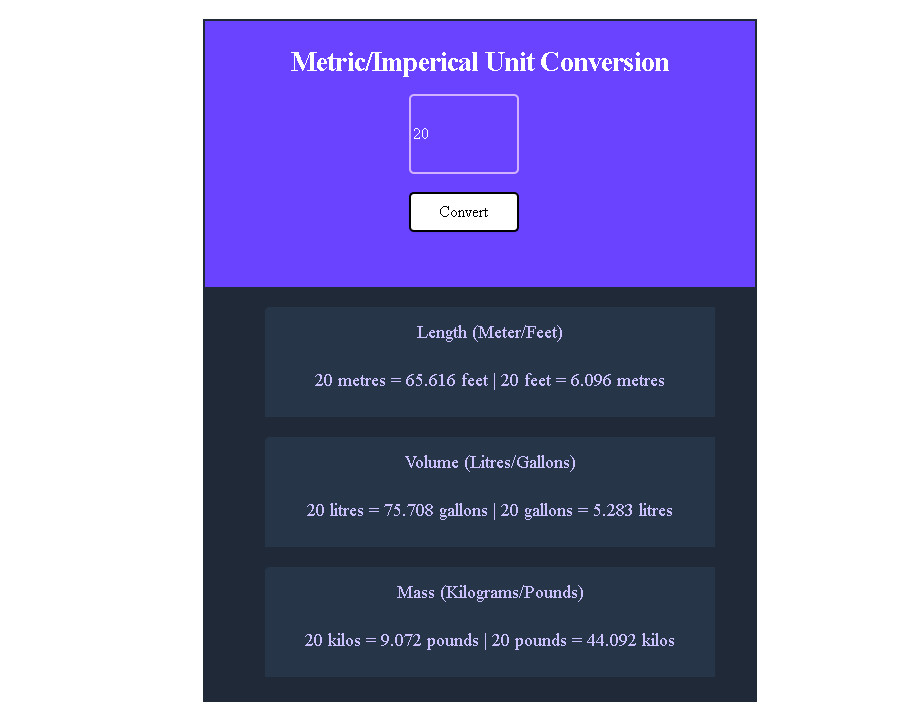 Metric/Imperical Unit Conversion
20
Convert
Length (Meter/Feet)
20 metres = 65.616 feet | 20 feet = 6.096 metres
Volume (Litres/Gallons)
20 litres = 75.708 gallons | 20 gallons = 5.283 litres
Mass (Kilograms/Pounds)
20 kilos = 9.072 pounds | 20 pounds = 44.092 kilos